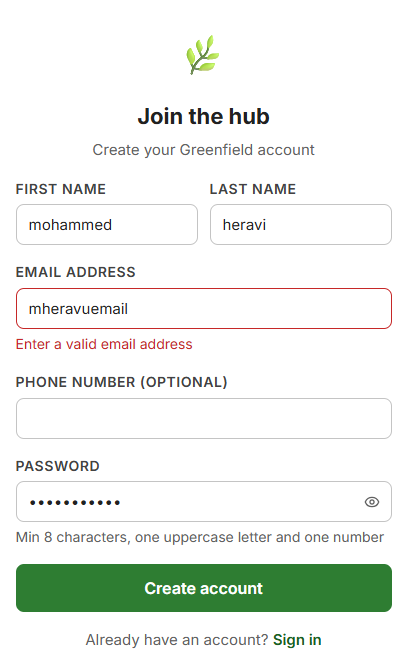 Join the hub
Create your Greenfield account
FIRST NAME
LAST NAME
mohammed
heravi
EMAIL ADDRESS
mheravuemail
Enter a valid email address
PHONE NUMBER (OPTIONAL)
PASSWORD
•••••••••••
Min 8 characters, one uppercase letter and one number
Create account
Already have an account? Sign in